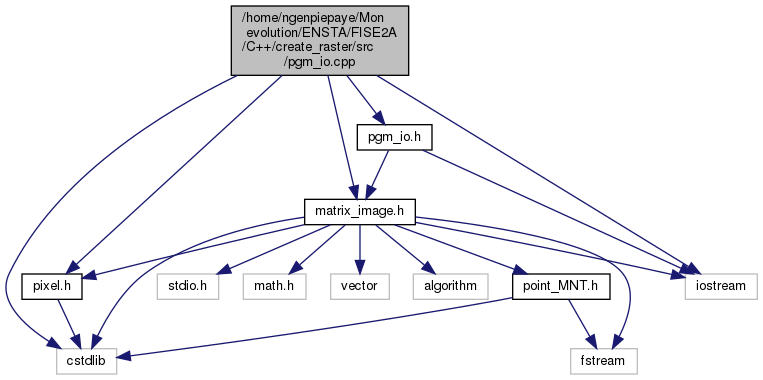 /home/ngenpiepaye/Mon
evolution/ENSTA/FISE2A
/C++/create_raster/src
/pgm_io.cpp
pgm_io.h
matrix_image.h
pixel.h
stdio.h
math.h
vector
algorithm
point_MNT.h
iostream
cstdlib
fstream